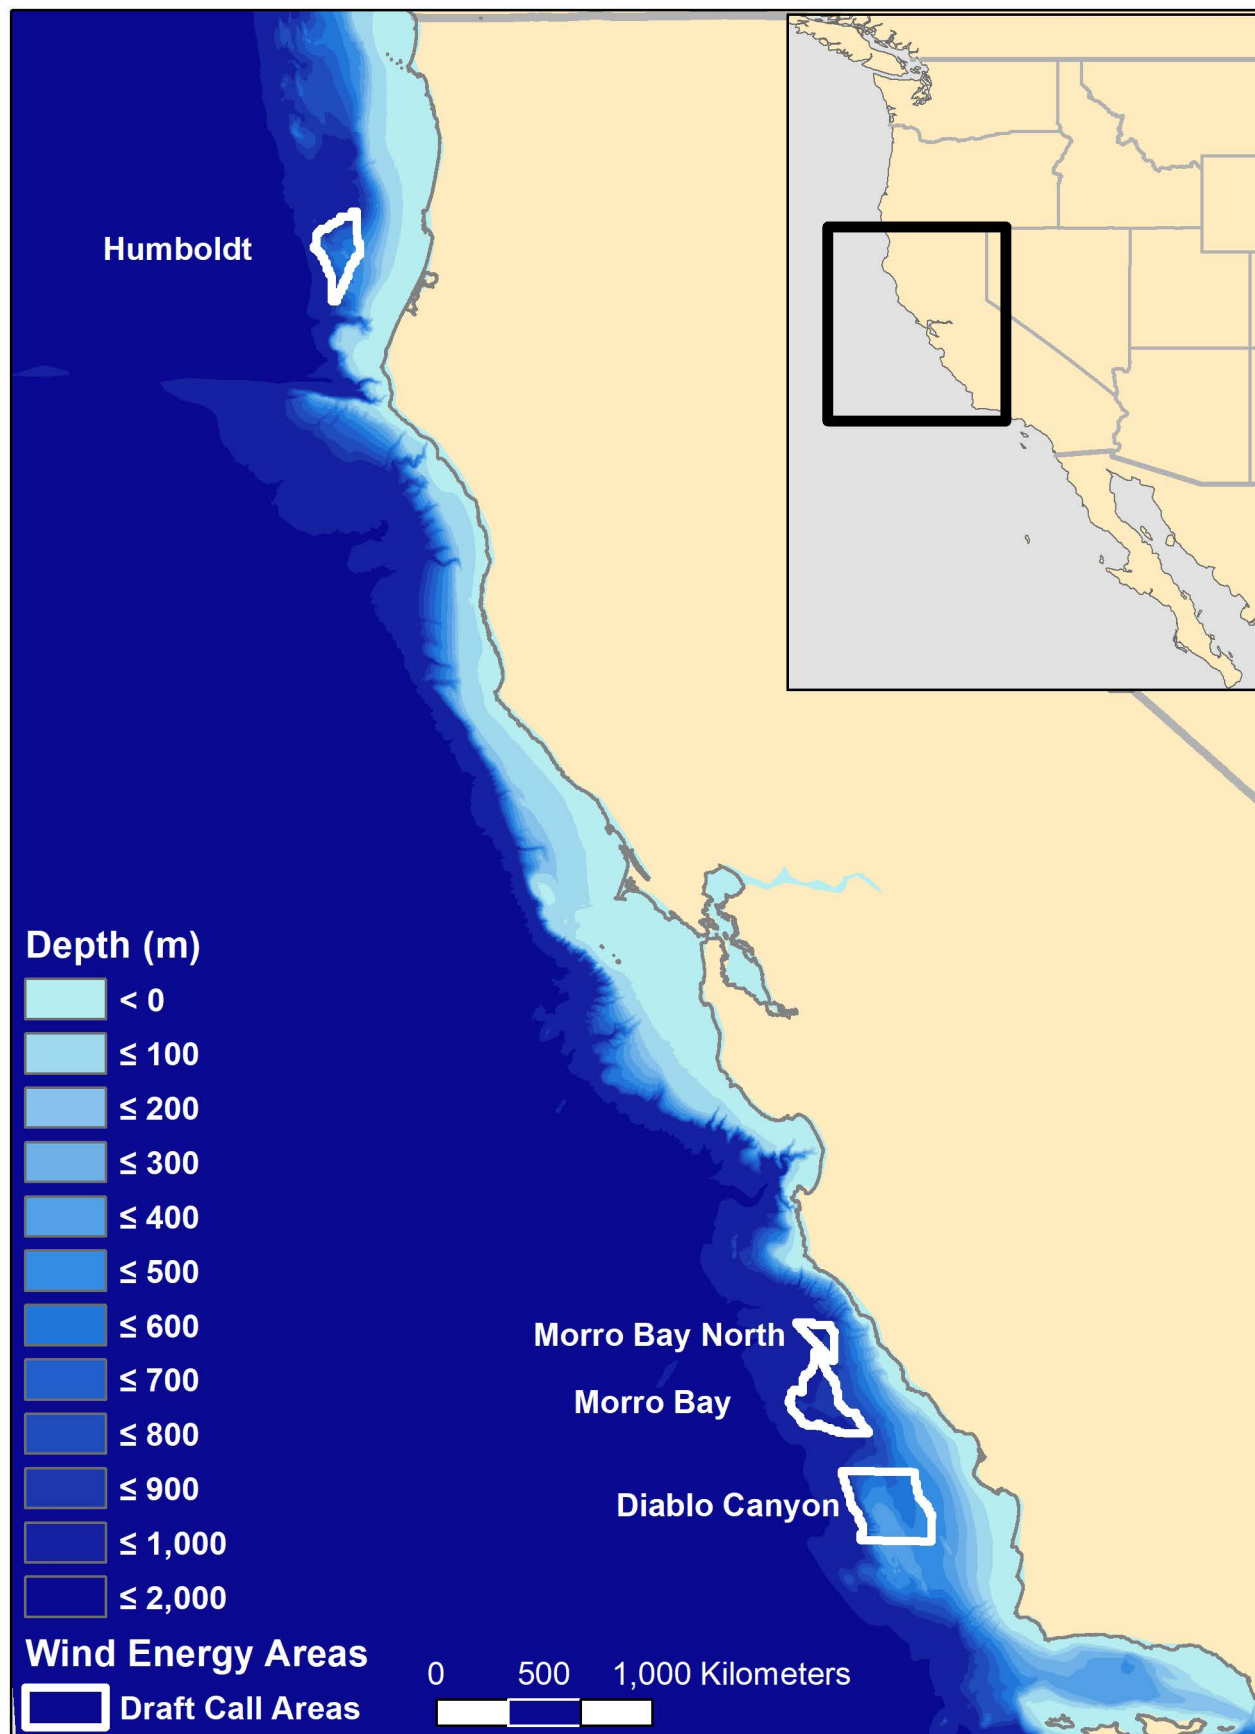 Humboldt
Morro Bay North
Morro Bay
Diablo Canyon
Depth (m)
< 0
≤ 100
≤ 200
≤ 300
≤ 400
≤ 500
≤ 600
≤ 700
≤ 800
≤ 900
≤ 1,000
≤ 2,000
Wind Energy Areas
Draft Call Areas
0 500 1,000 Kilometers